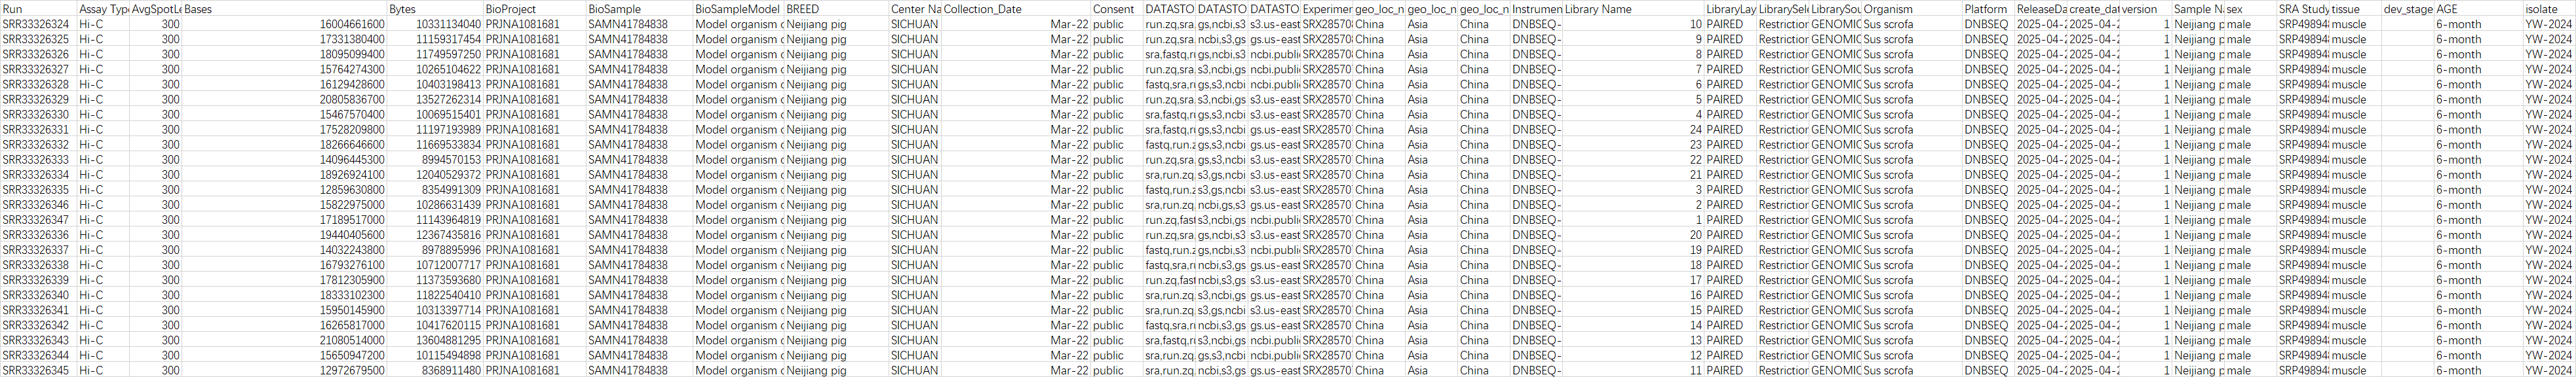 Run Assay Type AvgSpotLe Bases Bytes BioProject BioSample BioSampleModel BREED Center Na Collection_Date Consent DATASTO DATASTO DATASTO Experimer geo_loc_n geo_loc_n geo_loc_n Instrumen Library Name LibraryLay LibrarySele LibrarySou Organism Platform ReleaseDa create_dat version Sample Na sex SRA Study tissue dev_stage AGE isolate
SRR33326324 Hi-C 300 16004661600 10331134040 PRJNA1081681 SAMN41784838 Model organism o Neijiang pig SICHUAN Mar-22 public run.zq,sra, gs,ncbi,s3 gs.us-east SRX28570 China Asia China DNBSEQ- 10 PAIRED Restriction GENOMIC Sus scrofa DNBSEQ 2025-04-2 2025-04-2 1 Neijiang p male SRP49894 muscle 6-month YW-2024
SRR33326325 Hi-C 300 17331380400 11159317454 PRJNA1081681 SAMN41784838 Model organism o Neijiang pig SICHUAN Mar-22 public run.zq,sra, ncbi,s3,gs s3.us-east SRX28570 China Asia China DNBSEQ- 9 PAIRED Restriction GENOMIC Sus scrofa DNBSEQ 2025-04-2 2025-04-2 1 Neijiang p male SRP49894 muscle 6-month YW-2024
SRR33326326 Hi-C 300 18095099400 11749597250 PRJNA1081681 SAMN41784838 Model organism o Neijiang pig SICHUAN Mar-22 public sra,fastq,ru gs,ncbi,s3 ncbi.public SRX28570 China Asia China DNBSEQ- 8 PAIRED Restriction GENOMIC Sus scrofa DNBSEQ 2025-04-2 2025-04-2 1 Neijiang p male SRP49894 muscle 6-month YW-2024
SRR33326327 Hi-C 300 15764274300 10265104622 PRJNA1081681 SAMN41784838 Model organism o Neijiang pig SICHUAN Mar-22 public run.zq,sra, s3,ncbi,gs ncbi.public SRX28570 China Asia China DNBSEQ- 7 PAIRED Restriction GENOMIC Sus scrofa DNBSEQ 2025-04-2 2025-04-2 1 Neijiang p male SRP49894 muscle 6-month YW-2024
SRR33326328 Hi-C 300 16129428600 10403198413 PRJNA1081681 SAMN41784838 Model organism o Neijiang pig SICHUAN Mar-22 public fastq,sra,ru gs,s3,ncbi ncbi.public SRX28570 China Asia China DNBSEQ- 6 PAIRED Restriction GENOMIC Sus scrofa DNBSEQ 2025-04-2 2025-04-2 1 Neijiang p male SRP49894 muscle 6-month YW-2024
SRR33326329 Hi-C 300 20805836700 13527262314 PRJNA1081681 SAMN41784838 Model organism o Neijiang pig SICHUAN Mar-22 public run.zq,sra, gs,s3,ncbi s3.us-east SRX28570 China Asia China DNBSEQ- 5 PAIRED Restriction GENOMIC Sus scrofa DNBSEQ 2025-04-2 2025-04-2 1 Neijiang p male SRP49894 muscle 6-month YW-2024
SRR33326330 Hi-C 300 15467570400 10069515401 PRJNA1081681 SAMN41784838 Model organism o Neijiang pig SICHUAN Mar-22 public sra,fastq,ru gs,s3,ncbi s3.us-east SRX28570 China Asia China DNBSEQ- 4 PAIRED Restriction GENOMIC Sus scrofa DNBSEQ 2025-04-2 2025-04-2 1 Neijiang p male SRP49894 muscle 6-month YW-2024
SRR33326331 Hi-C 300 17528209800 11197193989 PRJNA1081681 SAMN41784838 Model organism o Neijiang pig SICHUAN Mar-22 public sra,fastq,ru gs,s3,ncbi gs.us-east SRX28570 China Asia China DNBSEQ- 24 PAIRED Restriction GENOMIC Sus scrofa DNBSEQ 2025-04-2 2025-04-2 1 Neijiang p male SRP49894 muscle 6-month YW-2024
SRR33326332 Hi-C 300 18266646600 11669533834 PRJNA1081681 SAMN41784838 Model organism o Neijiang pig SICHUAN Mar-22 public fastq,run.z gs,s3,ncbi s3.us-east SRX28570 China Asia China DNBSEQ- 23 PAIRED Restriction GENOMIC Sus scrofa DNBSEQ 2025-04-2 2025-04-2 1 Neijiang p male SRP49894 muscle 6-month YW-2024
SRR33326333 Hi-C 300 14096445300 8994570153 PRJNA1081681 SAMN41784838 Model organism o Neijiang pig SICHUAN Mar-22 public run.zq,sra, gs,s3,ncbi s3.us-east SRX28570 China Asia China DNBSEQ- 22 PAIRED Restriction GENOMIC Sus scrofa DNBSEQ 2025-04-2 2025-04-2 1 Neijiang p male SRP49894 muscle 6-month YW-2024
SRR33326334 Hi-C 300 18926924100 12040529372 PRJNA1081681 SAMN41784838 Model organism o Neijiang pig SICHUAN Mar-22 public run.zq,sra, s3,gs,ncbi gs.us-east SRX28570 China Asia China DNBSEQ- 21 PAIRED Restriction GENOMIC Sus scrofa DNBSEQ 2025-04-2 2025-04-2 1 Neijiang p male SRP49894 muscle 6-month YW-2024
SRR33326335 Hi-C 300 12859630800 8354991309 PRJNA1081681 SAMN41784838 Model organism o Neijiang pig SICHUAN Mar-22 public fastq,run.z s3,gs,ncbi gs.us-east SRX28570 China Asia China DNBSEQ- 3 PAIRED Restriction GENOMIC Sus scrofa DNBSEQ 2025-04-2 2025-04-2 1 Neijiang p male SRP49894 muscle 6-month YW-2024
SRR33326346 Hi-C 300 15822975000 10286631439 PRJNA1081681 SAMN41784838 Model organism o Neijiang pig SICHUAN Mar-22 public sra,run.zq, ncbi,gs,s3 gs.us-east SRX28570 China Asia China DNBSEQ- 2 PAIRED Restriction GENOMIC Sus scrofa DNBSEQ 2025-04-2 2025-04-2 1 Neijiang p male SRP49894 muscle 6-month YW-2024
SRR33326347 Hi-C 300 17189517000 11143964819 PRJNA1081681 SAMN41784838 Model organism o Neijiang pig SICHUAN Mar-22 public run.zq,fast s3,ncbi,gs ncbi.public SRX28570 China Asia China DNBSEQ- 1 PAIRED Restriction GENOMIC Sus scrofa DNBSEQ 2025-04-2 2025-04-2 1 Neijiang p male SRP49894 muscle 6-month YW-2024
SRR33326336 Hi-C 300 19440405600 12367435816 PRJNA1081681 SAMN41784838 Model organism o Neijiang pig SICHUAN Mar-22 public sra,run.zq, ncbi,s3,gs s3.us-east SRX28570 China Asia China DNBSEQ- 20 PAIRED Restriction GENOMIC Sus scrofa DNBSEQ 2025-04-2 2025-04-2 1 Neijiang p male SRP49894 muscle 6-month YW-2024
SRR33326337 Hi-C 300 14032243800 8978895996 PRJNA1081681 SAMN41784838 Model organism o Neijiang pig SICHUAN Mar-22 public fastq,run.z gs,ncbi,s3 ncbi.public SRX28570 China Asia China DNBSEQ- 19 PAIRED Restriction GENOMIC Sus scrofa DNBSEQ 2025-04-2 2025-04-2 1 Neijiang p male SRP49894 muscle 6-month YW-2024
SRR33326338 Hi-C 300 16793276100 10712007717 PRJNA1081681 SAMN41784838 Model organism o Neijiang pig SICHUAN Mar-22 public fastq,sra,ru ncbi,s3,gs gs.us-east SRX28570 China Asia China DNBSEQ- 18 PAIRED Restriction GENOMIC Sus scrofa DNBSEQ 2025-04-2 2025-04-2 1 Neijiang p male SRP49894 muscle 6-month YW-2024
SRR33326339 Hi-C 300 17812305900 11373593680 PRJNA1081681 SAMN41784838 Model organism o Neijiang pig SICHUAN Mar-22 public run.zq,fast s3,ncbi,gs gs.us-east SRX28570 China Asia China DNBSEQ- 17 PAIRED Restriction GENOMIC Sus scrofa DNBSEQ 2025-04-2 2025-04-2 1 Neijiang p male SRP49894 muscle 6-month YW-2024
SRR33326340 Hi-C 300 18333102300 11822540410 PRJNA1081681 SAMN41784838 Model organism o Neijiang pig SICHUAN Mar-22 public sra,run.zq, s3,ncbi,gs s3.us-east SRX28570 China Asia China DNBSEQ- 16 PAIRED Restriction GENOMIC Sus scrofa DNBSEQ 2025-04-2 2025-04-2 1 Neijiang p male SRP49894 muscle 6-month YW-2024
SRR33326341 Hi-C 300 15950145900 10313397714 PRJNA1081681 SAMN41784838 Model organism o Neijiang pig SICHUAN Mar-22 public sra,run.zq, ncbi,s3,gs gs.us-east SRX28570 China Asia China DNBSEQ- 15 PAIRED Restriction GENOMIC Sus scrofa DNBSEQ 2025-04-2 2025-04-2 1 Neijiang p male SRP49894 muscle 6-month YW-2024
SRR33326342 Hi-C 300 16265817000 10417620115 PRJNA1081681 SAMN41784838 Model organism o Neijiang pig SICHUAN Mar-22 public fastq,sra,ru ncbi,s3,gs gs.us-east SRX28570 China Asia China DNBSEQ- 14 PAIRED Restriction GENOMIC Sus scrofa DNBSEQ 2025-04-2 2025-04-2 1 Neijiang p male SRP49894 muscle 6-month YW-2024
SRR33326343 Hi-C 300 21080514000 13604881295 PRJNA1081681 SAMN41784838 Model organism o Neijiang pig SICHUAN Mar-22 public sra,fastq,ru s3,gs,ncbi gs.us-east SRX28570 China Asia China DNBSEQ- 13 PAIRED Restriction GENOMIC Sus scrofa DNBSEQ 2025-04-2 2025-04-2 1 Neijiang p male SRP49894 muscle 6-month YW-2024
SRR33326344 Hi-C 300 15650947200 10115494898 PRJNA1081681 SAMN41784838 Model organism o Neijiang pig SICHUAN Mar-22 public sra,run.zq, gs,s3,ncbi ncbi.public SRX28570 China Asia China DNBSEQ- 12 PAIRED Restriction GENOMIC Sus scrofa DNBSEQ 2025-04-2 2025-04-2 1 Neijiang p male SRP49894 muscle 6-month YW-2024
SRR33326345 Hi-C 300 12972679500 8368911480 PRJNA1081681 SAMN41784838 Model organism o Neijiang pig SICHUAN Mar-22 public sra,run.zq, ncbi,s3,gs gs.us-east SRX28570 China Asia China DNBSEQ- 11 PAIRED Restriction GENOMIC Sus scrofa DNBSEQ 2025-04-2 2025-04-2 1 Neijiang p male SRP49894 muscle 6-month YW-2024